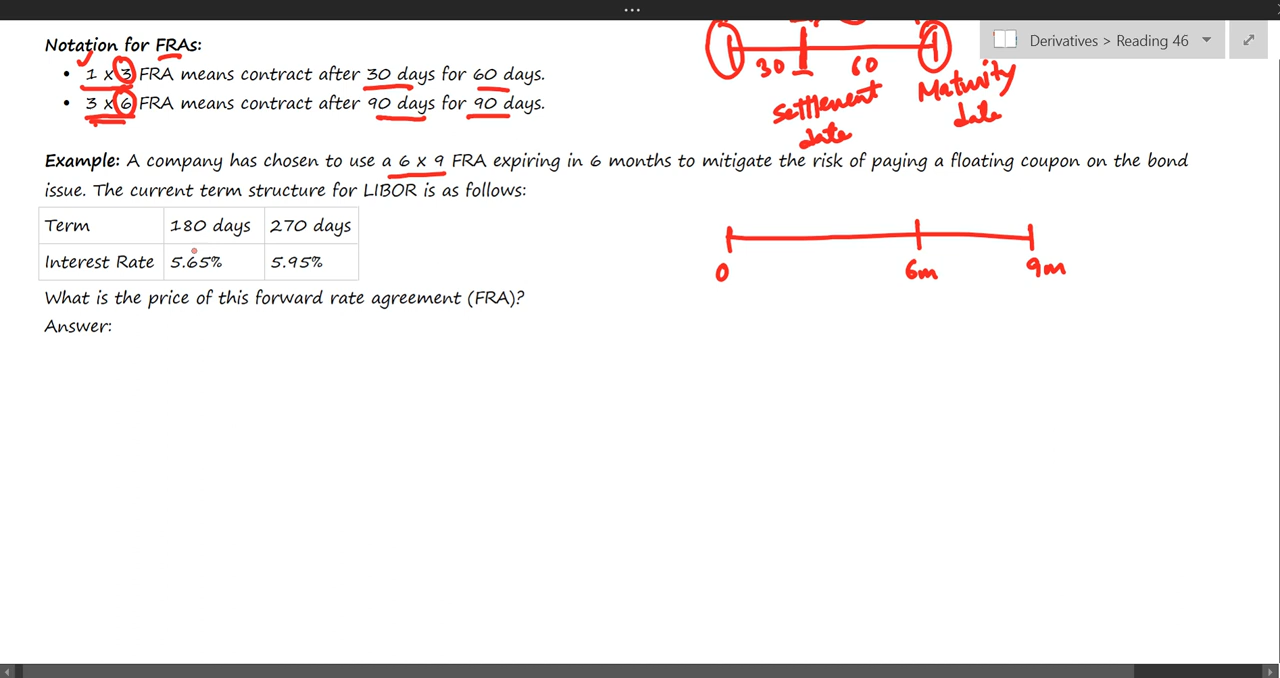 Notation for FRAs:
Derivatives > Reading 46
• 1 x 3 FRA means contract after 30 days for 60 days.
• 3 x 6 FRA means contract after 90 days for 90 days.
30 60
Settlement date
Maturity date
Example: A company has chosen to use a 6 x 9 FRA expiring in 6 months to mitigate the risk of paying a floating coupon on the bond
issue. The current term structure for LIBOR is as follows:
Term 180 days 270 days
Interest Rate 5.65% 5.95%
0 6m 9m
What is the price of this forward rate agreement (FRA)?
Answer: